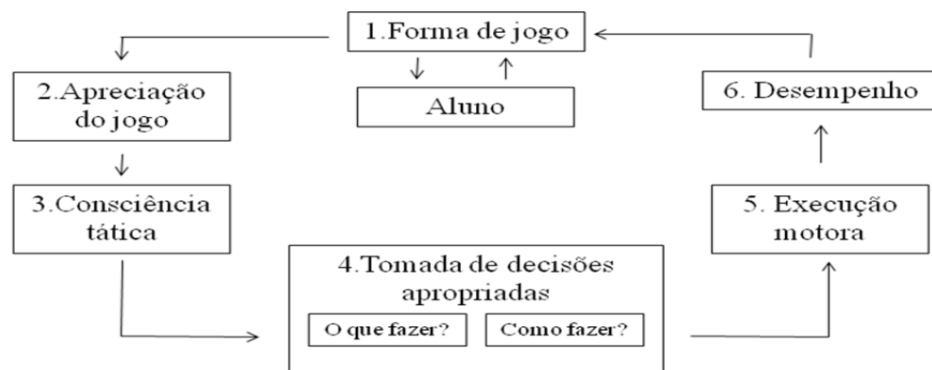 1.Forma de jogo
Aluno
2.Apreciação
do jogo
3.Consciência
tática
4.Tomada de decisões
apropriadas
O que fazer?
Como fazer?
5. Execução
motora
6. Desempenho